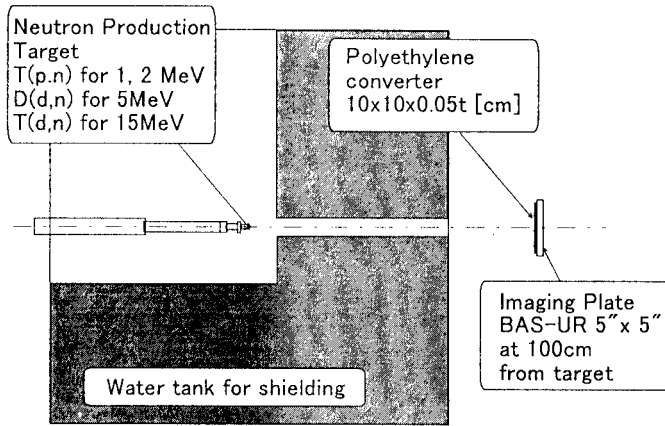 Neutron Production
Target
T(p.n) for 1, 2 MeV
D(d,n) for 5MeV
T(d,n) for 15MeV
Polyethylene
converter
10x10x0.05t [cm]
Imaging Plate
BAS-UR 5″x 5″
at 100cm
from target
Water tank for shielding